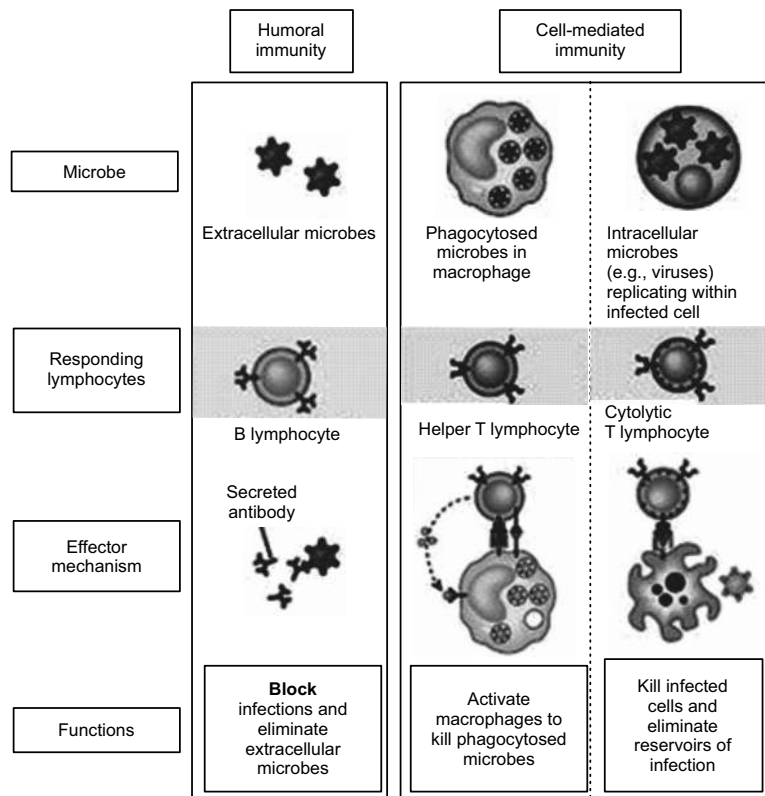 Humoral
immunity
Cell-mediated
immunity
Microbe
Extracellular microbes
Phagocytosed
microbes in
macrophage
Intracellular
microbes
(e.g., viruses)
replicating within
infected cell
Responding
lymphocytes
B lymphocyte
Helper T lymphocyte
Cytolytic
T lymphocyte
Effector
mechanism
Secreted
antibody
Functions
Block
infections and
eliminate
extracellular
microbes
Activate
macrophages to
kill phagocytosed
microbes
Kill infected
cells and
eliminate
reservoirs of
infection